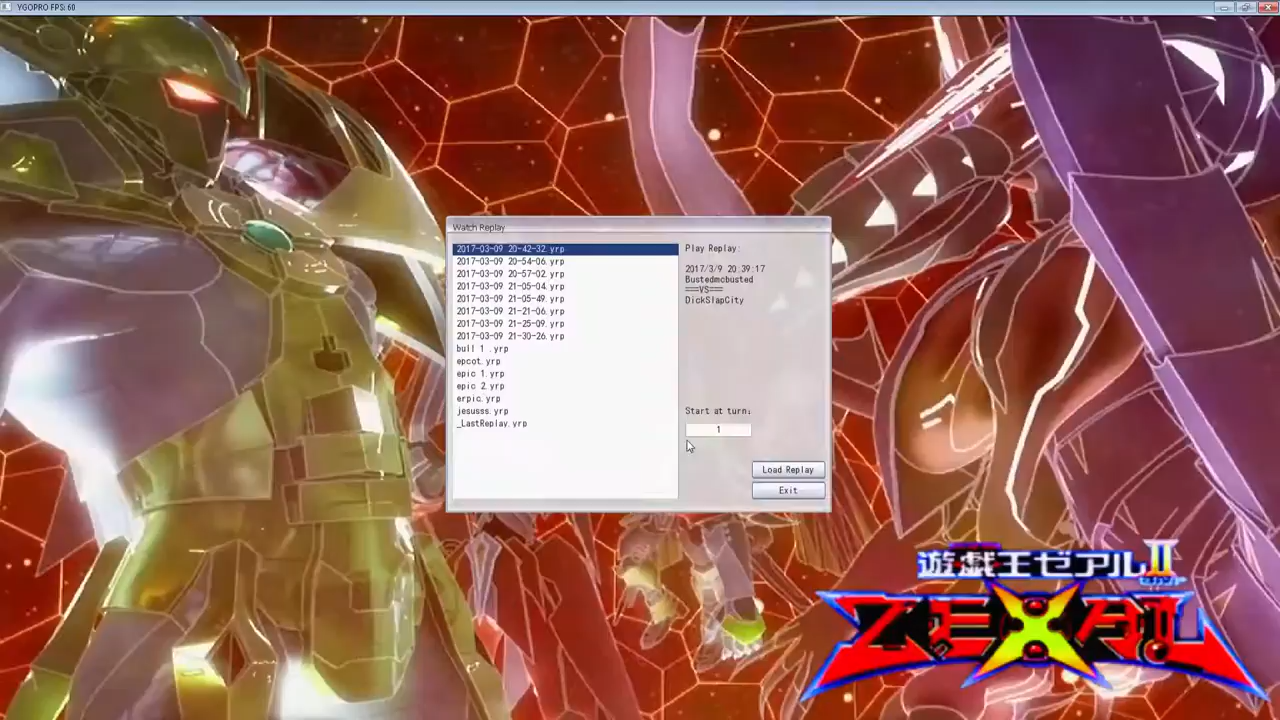 YGOPRO FPS: 60
Watch Replay
2017-03-09 20-42-32.yrp
2017-03-09 20-54-06.yrp
2017-03-09 20-57-02.yrp
2017-03-09 21-05-04.yrp
2017-03-09 21-05-49.yrp
2017-03-09 21-21-06.yrp
2017-03-09 21-25-09.yrp
2017-03-09 21-30-26.yrp
bull 1 .yrp
epcot.yrp
epic 1.yrp
epic 2.yrp
erpic.yrp
jesusss.yrp
_LastReplay.yrp
Play Replay:
2017/3/9 20:39:17
Bustedmcbusted
===VS===
DickSlapCity
Start at turn:
1
Load Replay
Exit
遊戯王ゼアルⅡ
セカンド
ZEXAL